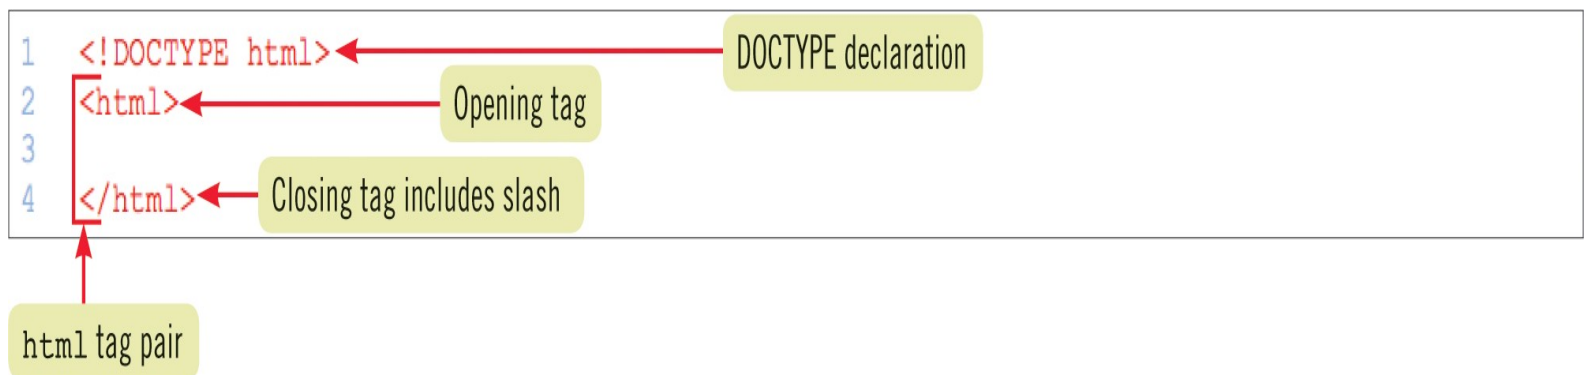 1 <!DOCTYPE html> DOCTYPE declaration
2 <html> Opening tag
3
4 </html> Closing tag includes slash
html tag pair